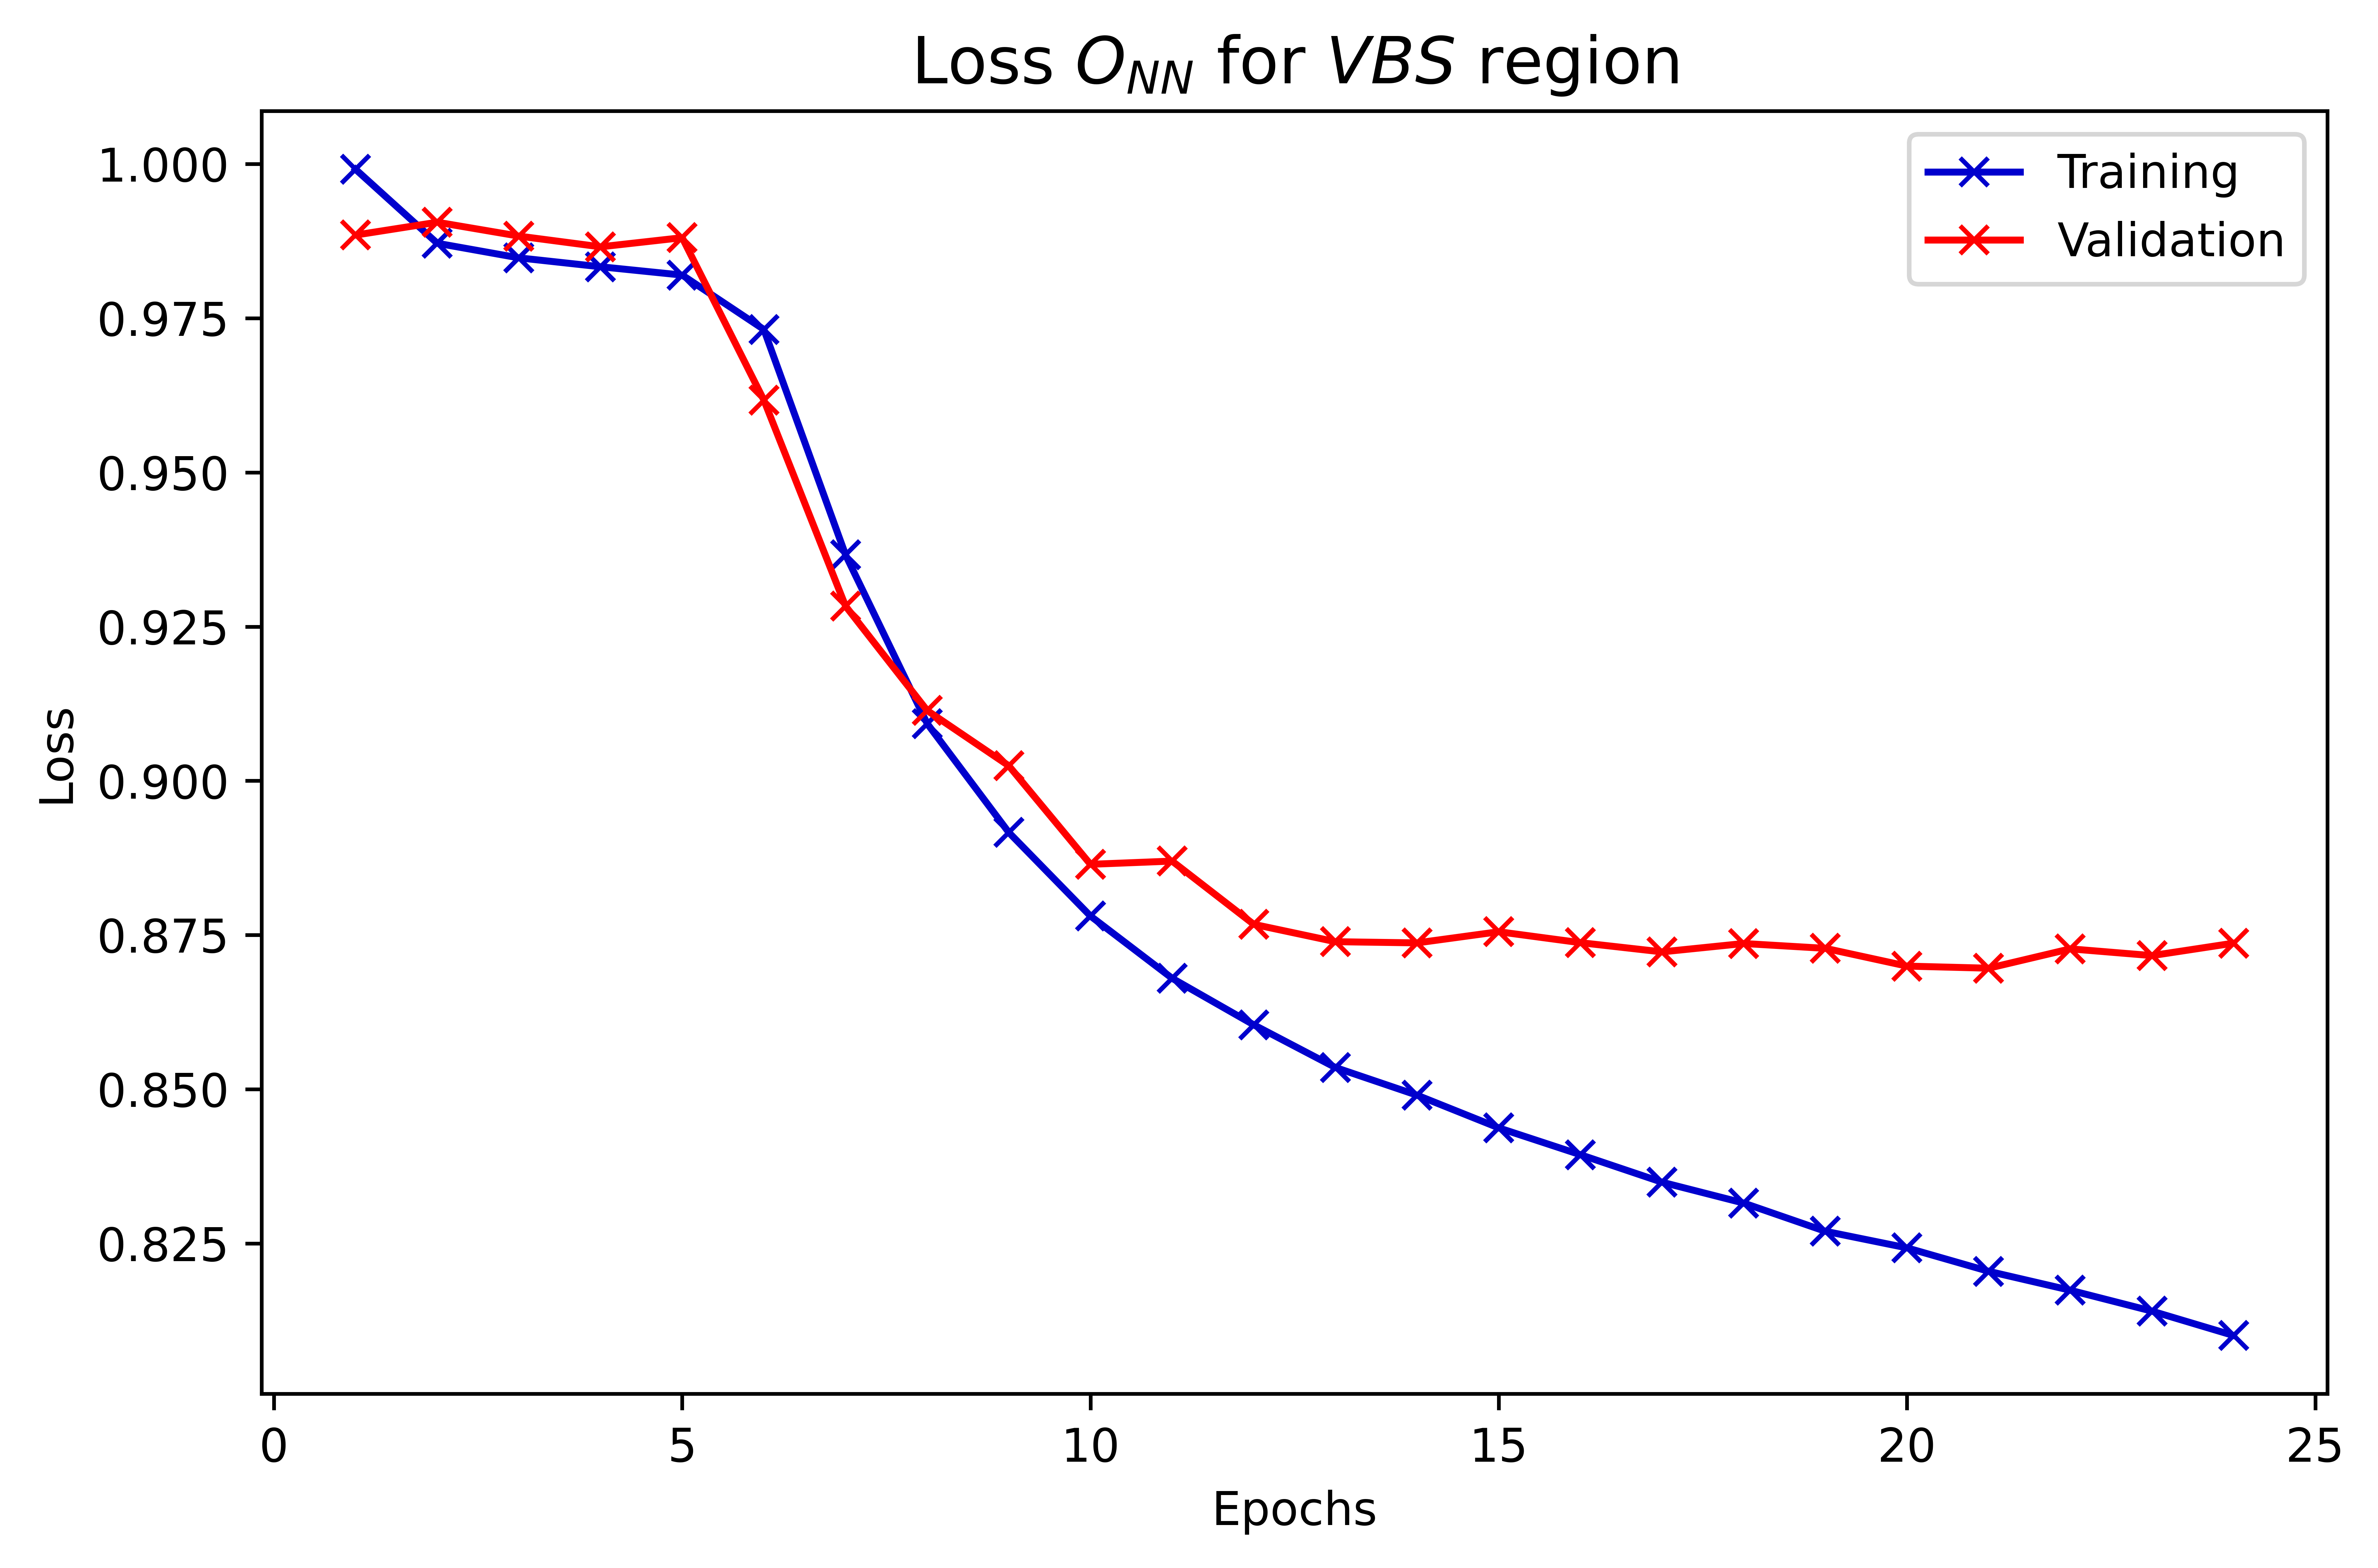 Loss O_NN for VBS region
1.000
0.975
0.950
0.925
0.900
0.875
0.850
0.825
Loss
Training
Validation
0 5 10 15 20 25
Epochs